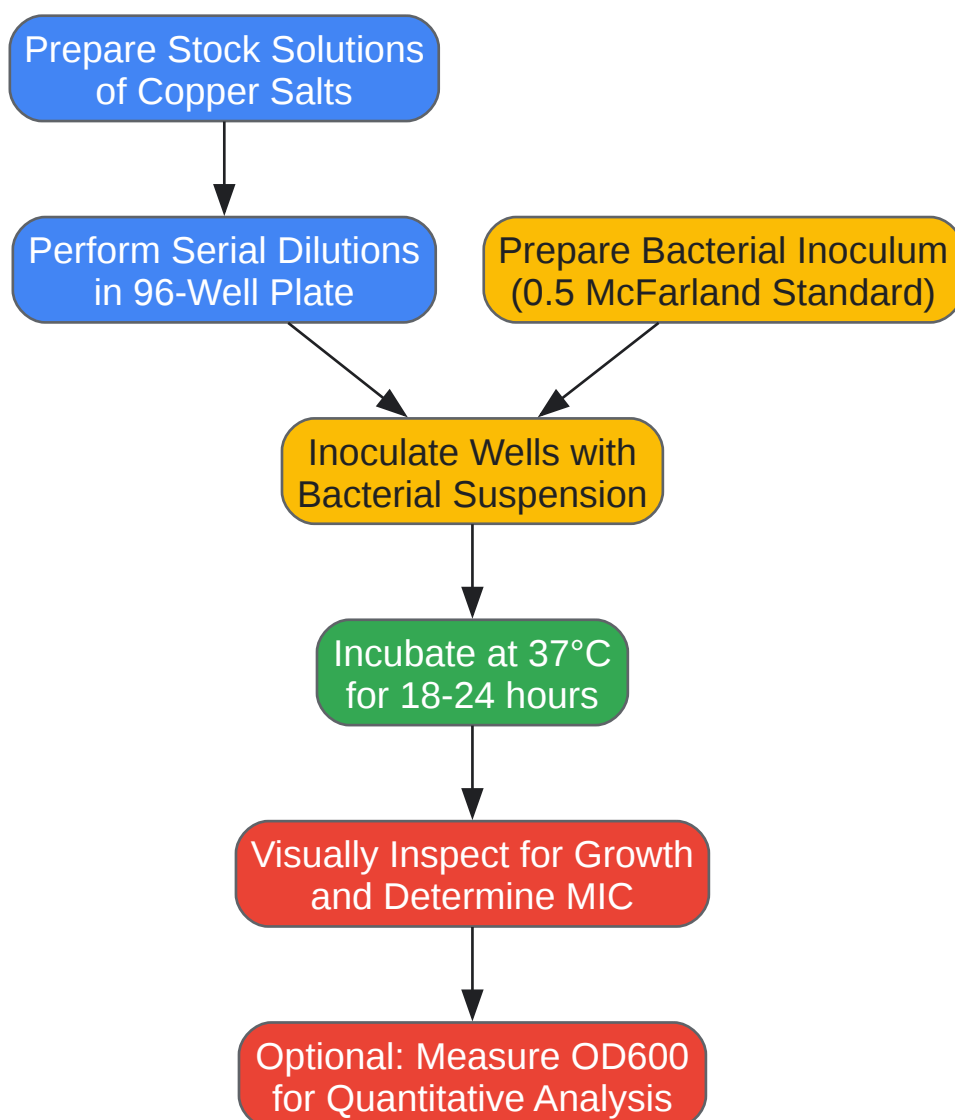 Prepare Stock Solutions
of Copper Salts
Perform Serial Dilutions
in 96-Well Plate
Prepare Bacterial Inoculum
(0.5 McFarland Standard)
Inoculate Wells with
Bacterial Suspension
Incubate at 37°C
for 18-24 hours
Visually Inspect for Growth
and Determine MIC
Optional: Measure OD600
for Quantitative Analysis